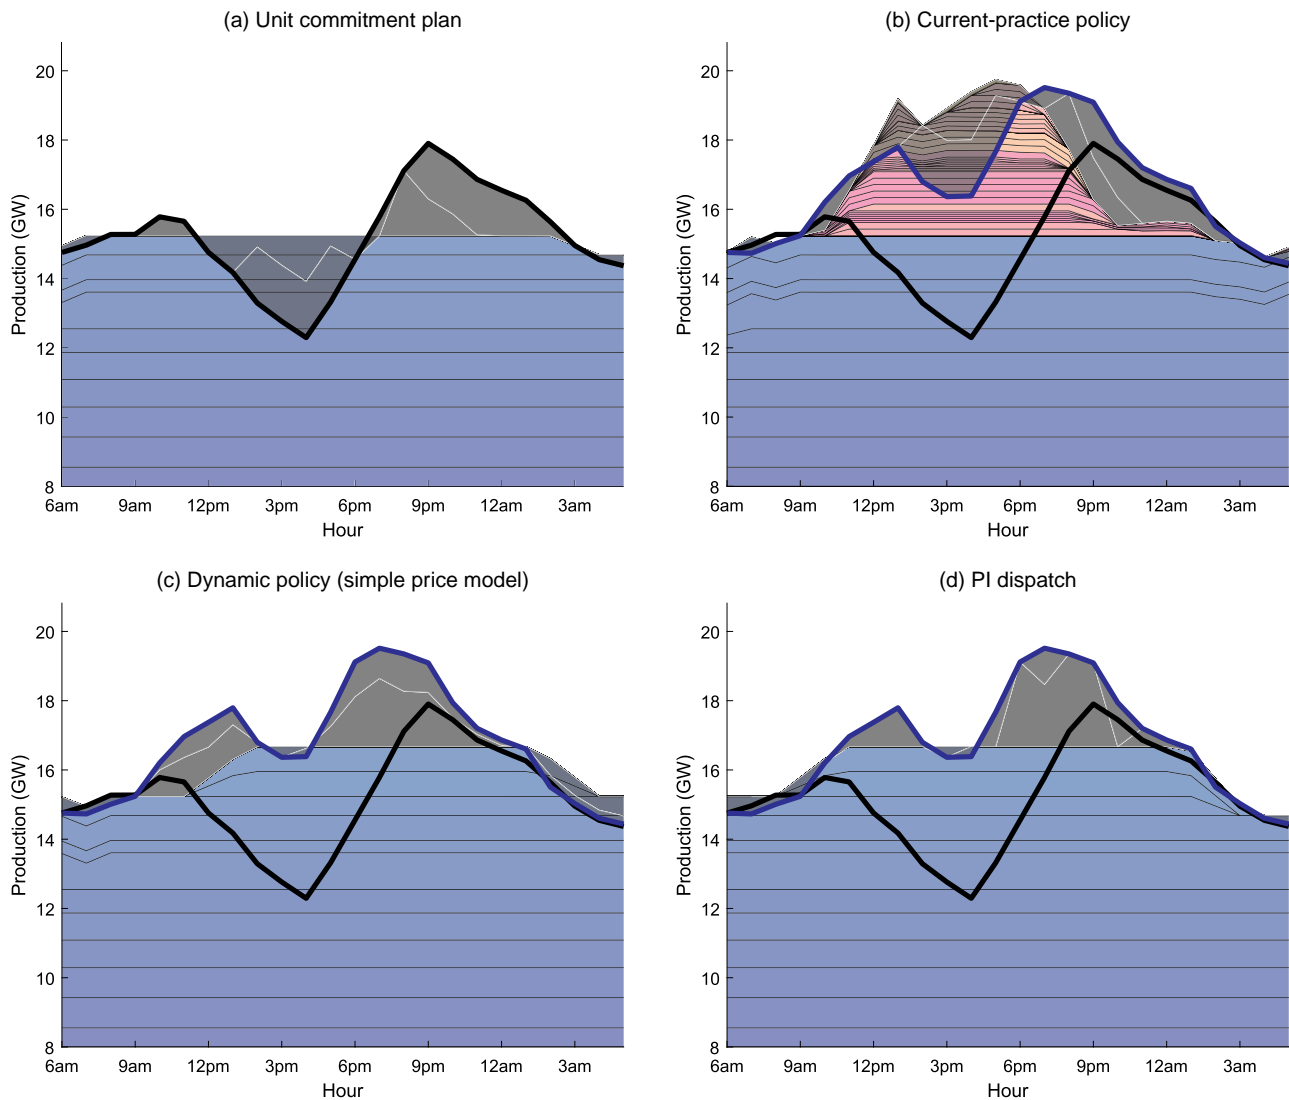 (a) Unit commitment plan
Production (GW)
20
18
16
14
12
10
8
6am 9am 12pm 3pm 6pm 9pm 12am 3am
Hour
(b) Current-practice policy
Production (GW)
20
18
16
14
12
10
8
6am 9am 12pm 3pm 6pm 9pm 12am 3am
Hour
(c) Dynamic policy (simple price model)
Production (GW)
20
18
16
14
12
10
8
6am 9am 12pm 3pm 6pm 9pm 12am 3am
Hour
(d) PI dispatch
Production (GW)
20
18
16
14
12
10
8
6am 9am 12pm 3pm 6pm 9pm 12am 3am
Hour